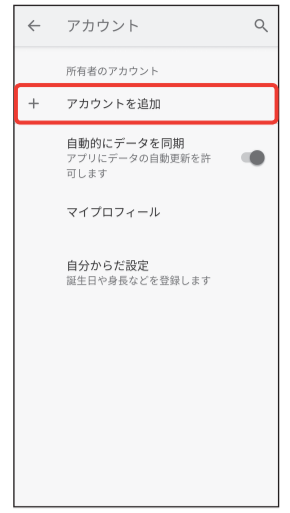 アカウント
所有者のアカウント
アカウントを追加
自動的にデータを同期
アプリにデータの自動更新を許
可します
マイプロフィール
自分からだ設定
誕生日や身長などを登録します